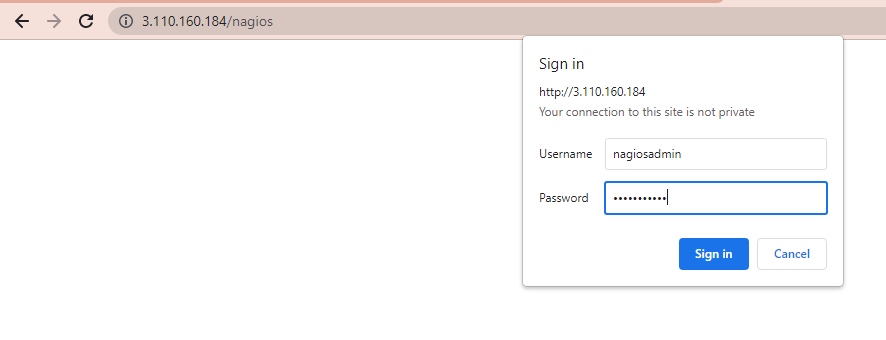 3.110.160.184/nagios
Sign in
http://3.110.160.184
Your connection to this site is not private
Username nagiosadmin
Password •••••••••••
Sign in Cancel